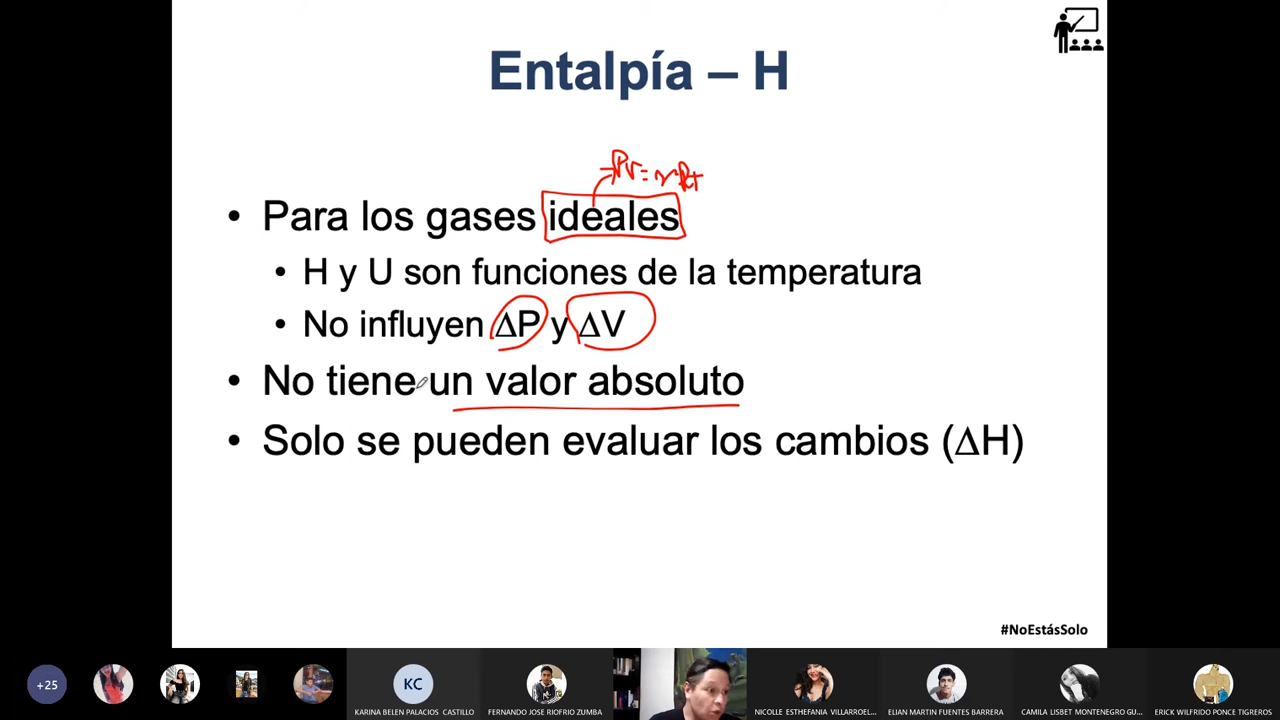 Entalpía – H
PV = nRT
• Para los gases ideales
• H y U son funciones de la temperatura
• No influyen ΔP y ΔV
• No tiene un valor absoluto
• Solo se pueden evaluar los cambios (ΔH)
#NoEstásSolo
+25
KC
KARINA BELEN PALACIOS CASTILLO
FERNANDO JOSE RIOFRIO ZUMBA
NICOLLE ESTHEFANIA VILLARROEL...
ELIAN MARTIN FUENTES BARRERA
CAMILA LISBET MONTENEGRO GU...
ERICK WILFRIDO PONCE TIGREROS